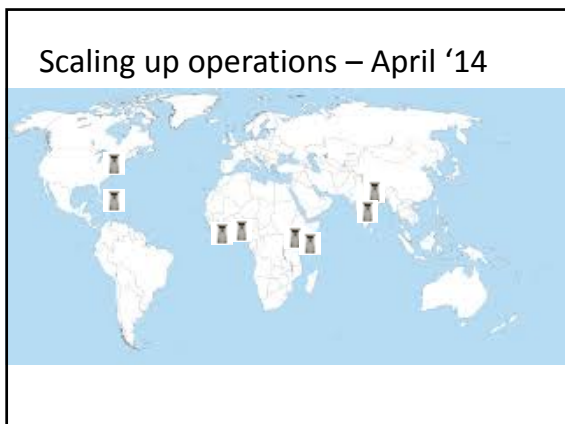 Scaling up operations – April ‘14